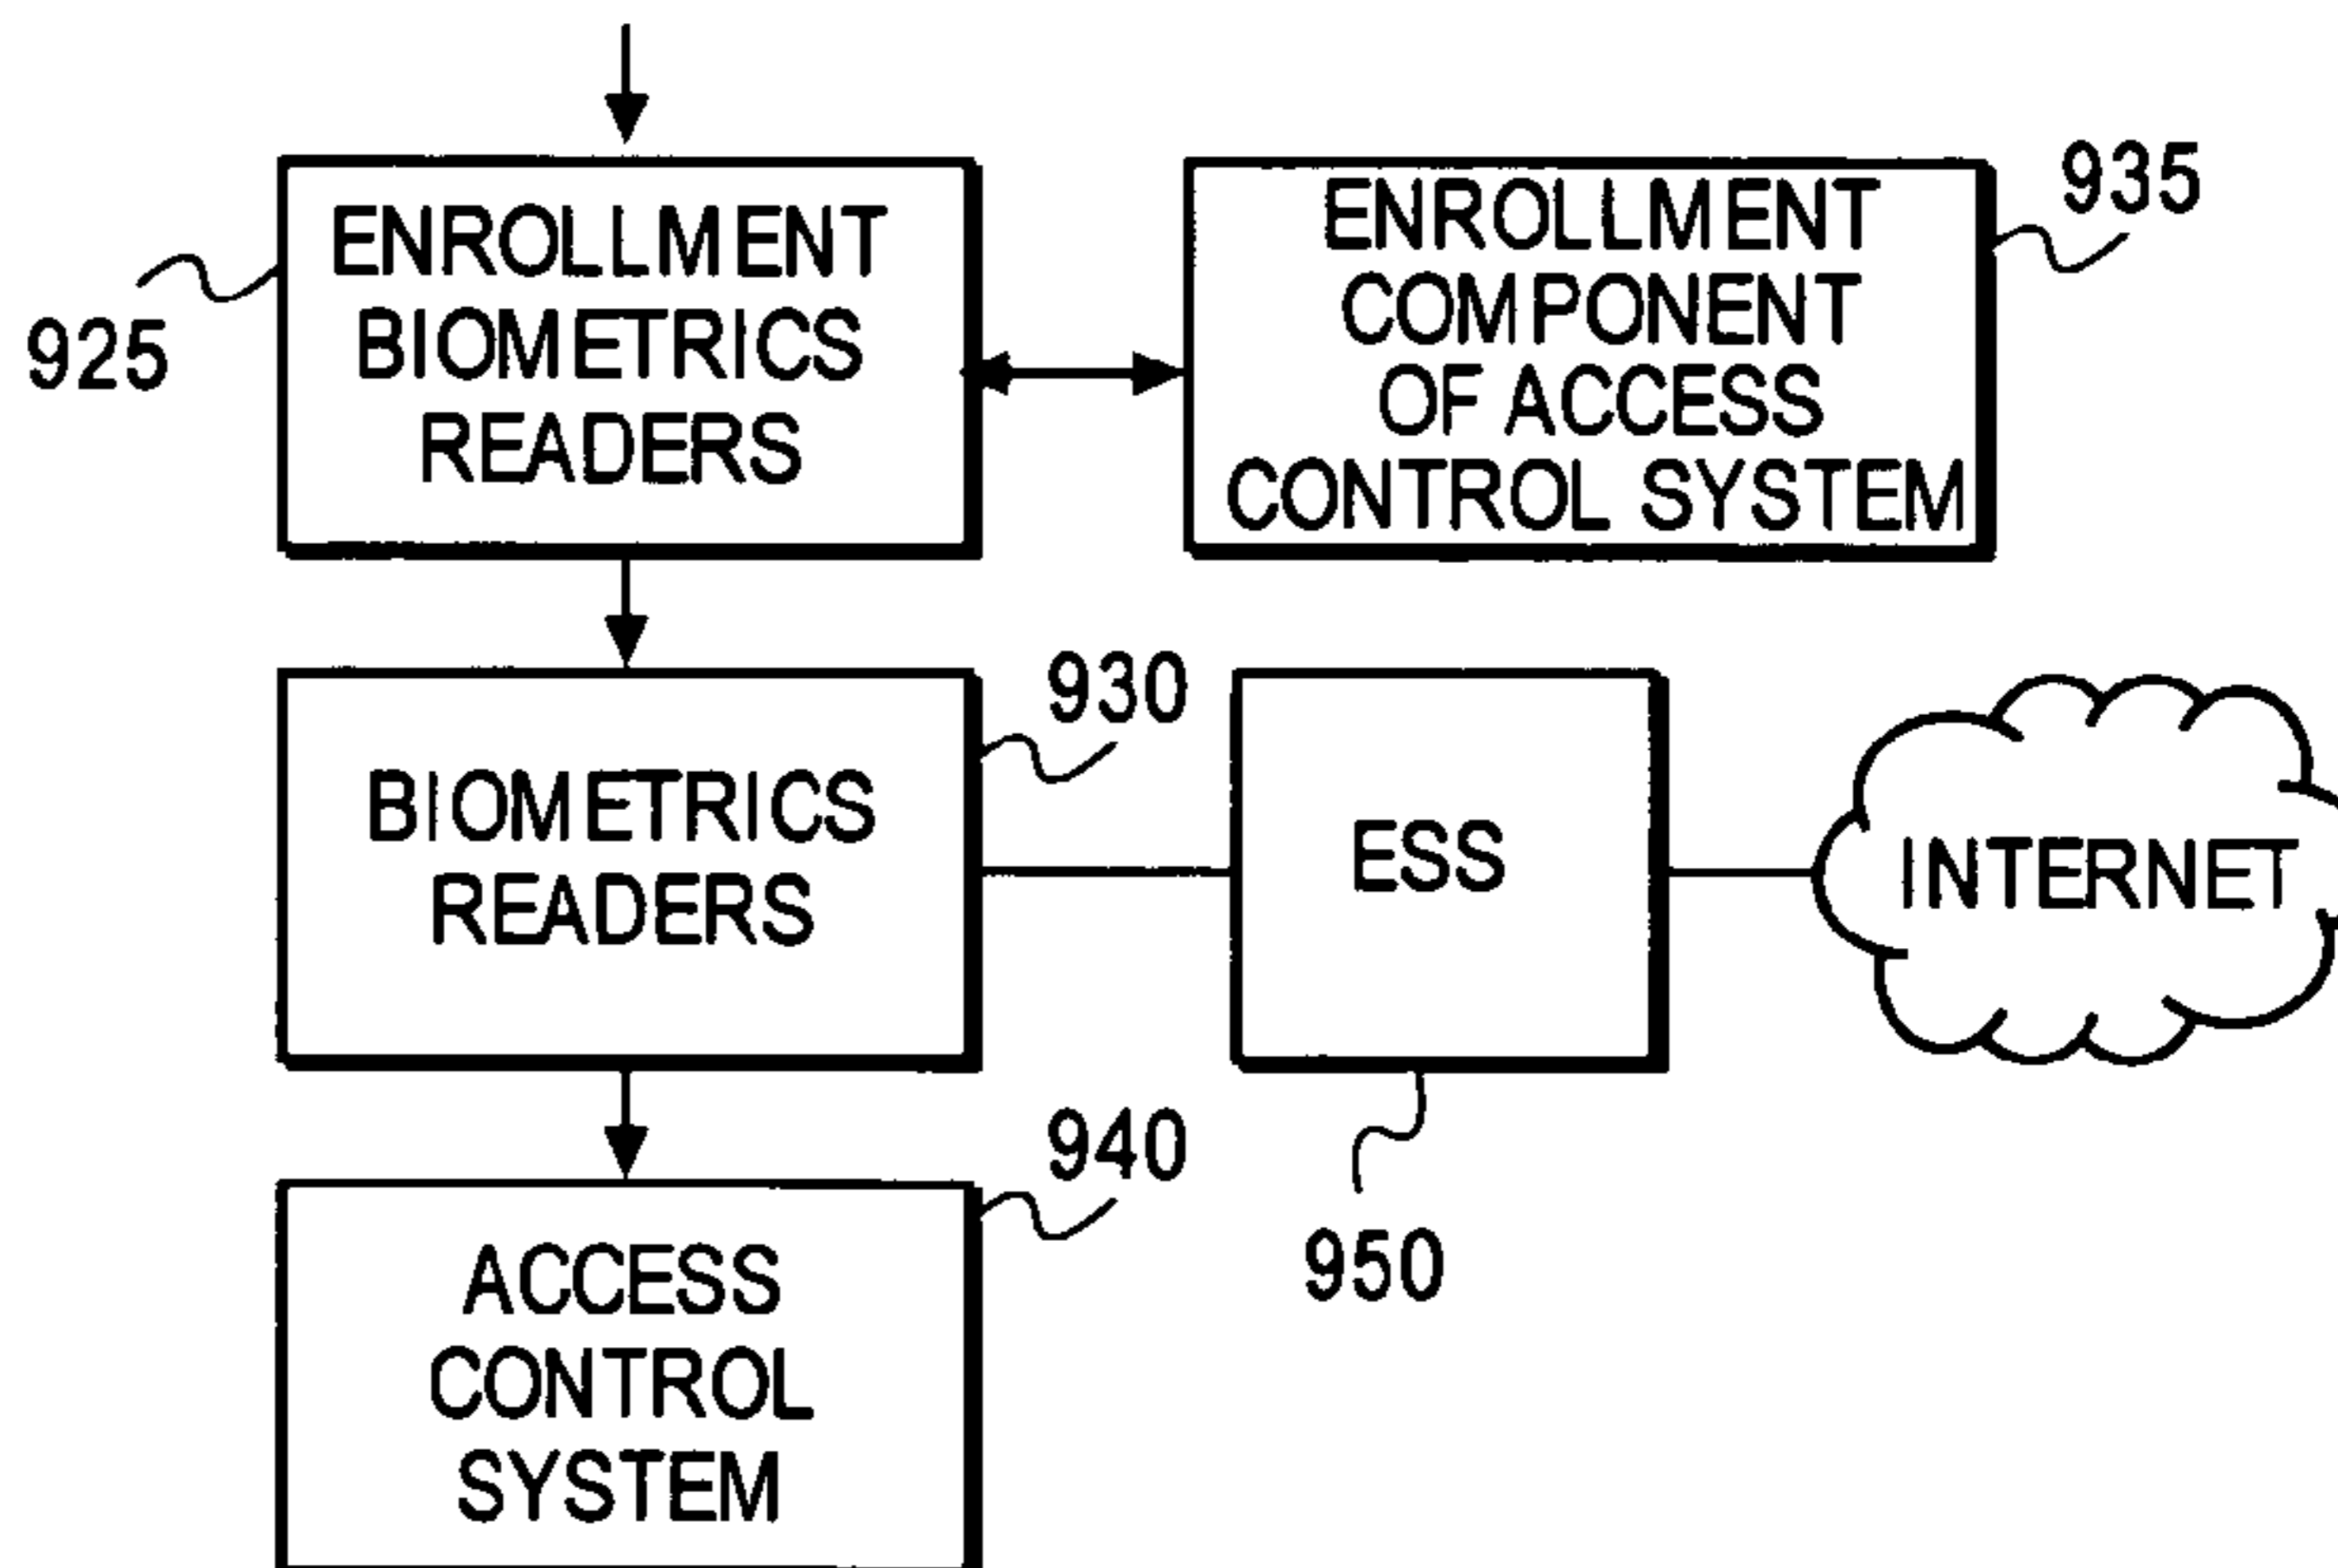 ENROLLMENT
BIOMETRICS
READERS
925
ENROLLMENT
COMPONENT
OF ACCESS
CONTROL SYSTEM
935
BIOMETRICS
READERS
930
ESS
950
INTERNET
ACCESS
CONTROL
SYSTEM
940